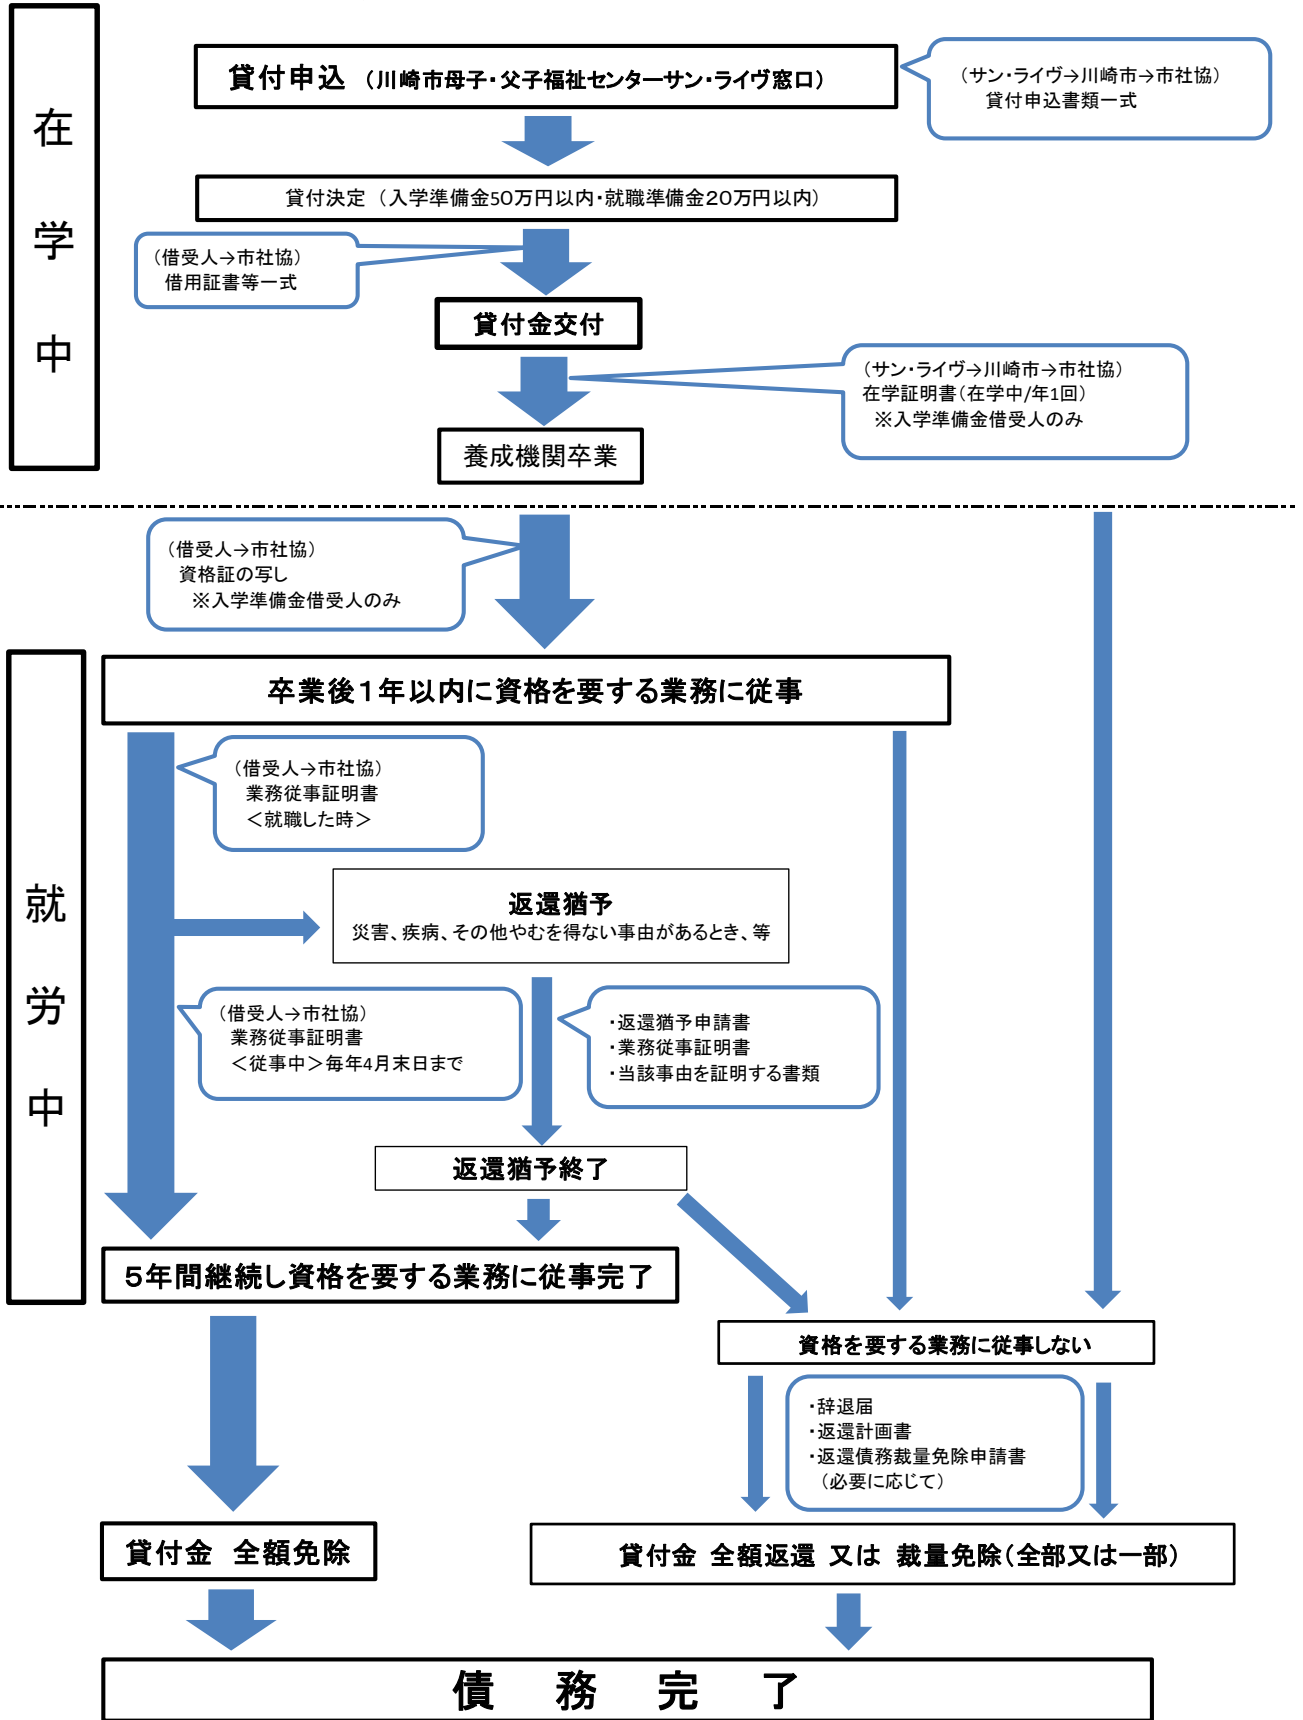 在学中
貸付申込 (川崎市母子・父子福祉センターサン・ライヴ窓口)
(サン・ライヴ→川崎市→市社協)
貸付申込書類一式
貸付決定 (入学準備金50万円以内・就職準備金20万円以内)
(借受人→市社協)
借用証書等一式
貸付金交付
(サン・ライヴ→川崎市→市社協)
在学証明書(在学中/年1回)
※入学準備金借受人のみ
養成機関卒業
(借受人→市社協)
資格証の写し
※入学準備金借受人のみ
就労中
卒業後1年以内に資格を要する業務に従事
(借受人→市社協)
業務従事証明書
<就職した時>
返還猶予
災害、疾病、その他やむを得ない事由があるとき、等
(借受人→市社協)
業務従事証明書
<従事中>毎年4月末日まで
・返還猶予申請書
・業務従事証明書
・当該事由を証明する書類
返還猶予終了
5年間継続し資格を要する業務に従事完了
資格を要する業務に従事しない
・辞退届
・返還計画書
・返還債務裁量免除申請書
(必要に応じて)
貸付金 全額免除
貸付金 全額返還 又は 裁量免除(全部又は一部)
債 務 完 了